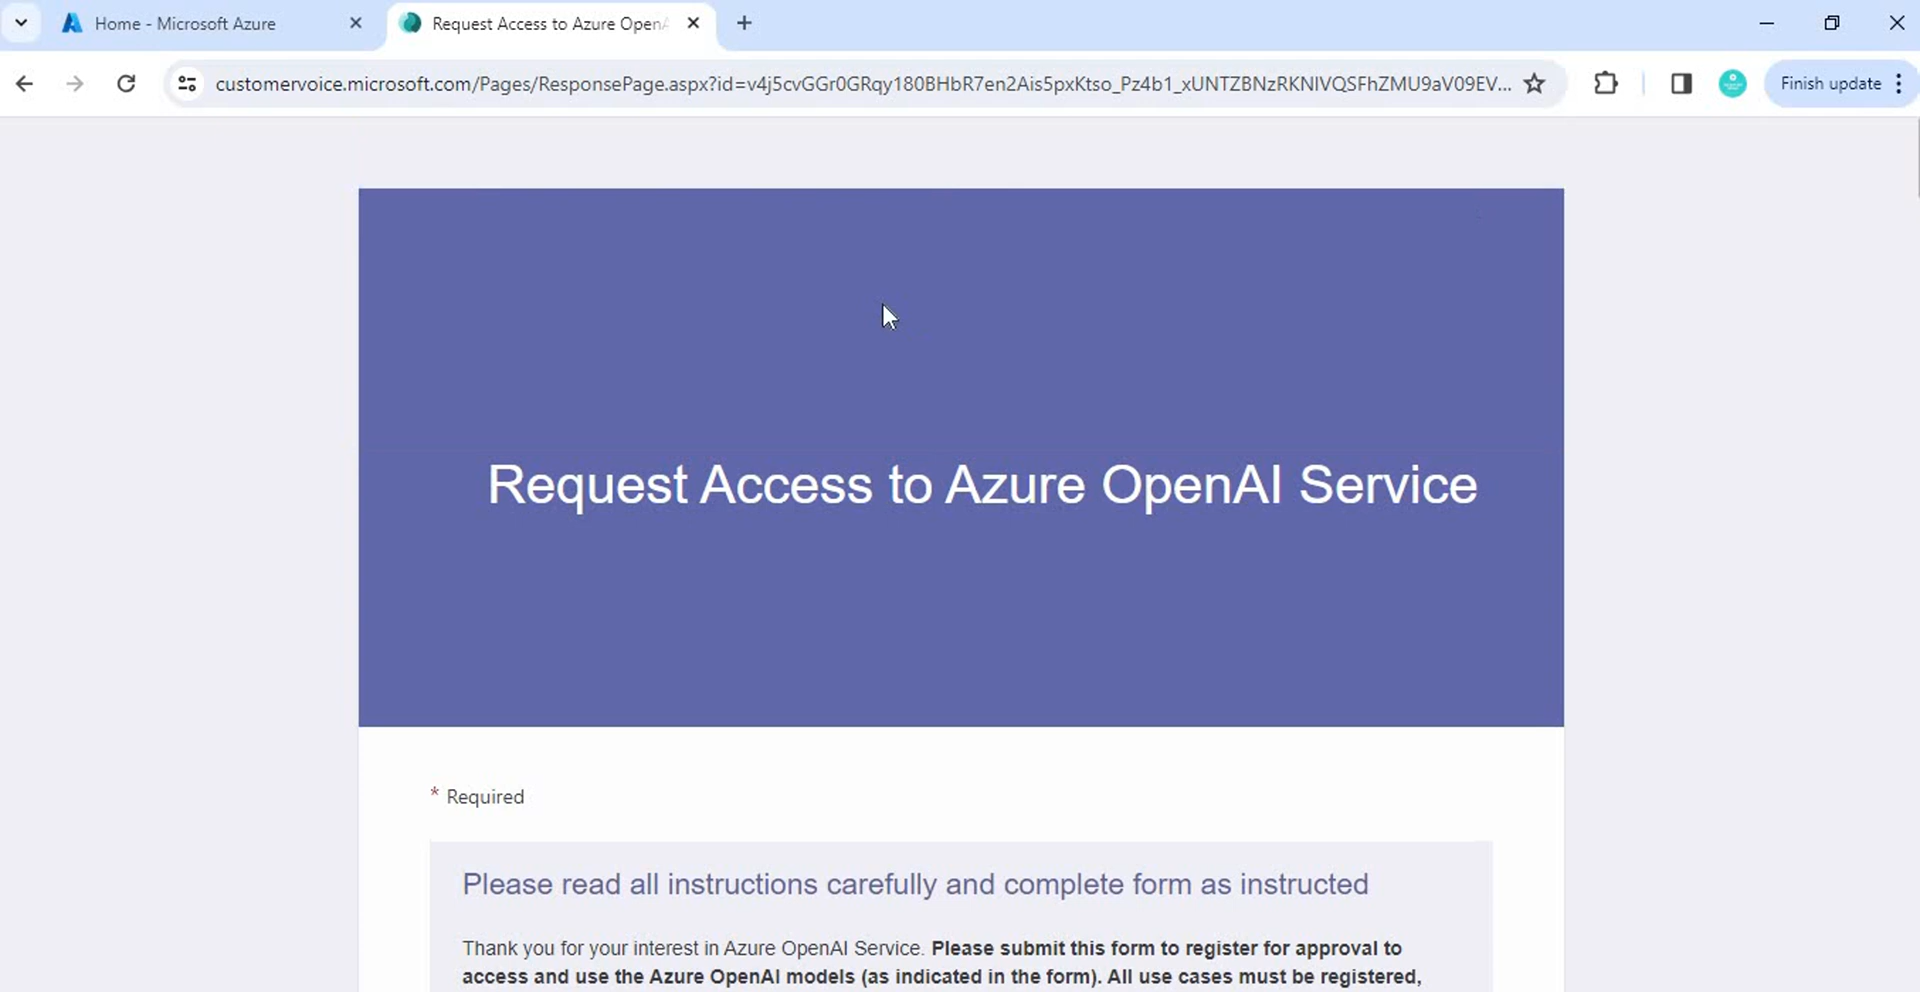 Home - Microsoft Azure
Request Access to Azure Open
customervoice.microsoft.com/Pages/ResponsePage.aspx?id=v4j5cvGGr0GRqy180BHbR7en2Ais5pxKtso_Pz4b1_xUNTZBNzRKNlVQSFhZMU9aV09EV...
Finish update
Request Access to Azure OpenAI Service
* Required
Please read all instructions carefully and complete form as instructed
Thank you for your interest in Azure OpenAI Service. Please submit this form to register for approval to
access and use the Azure OpenAI models (as indicated in the form). All use cases must be registered,